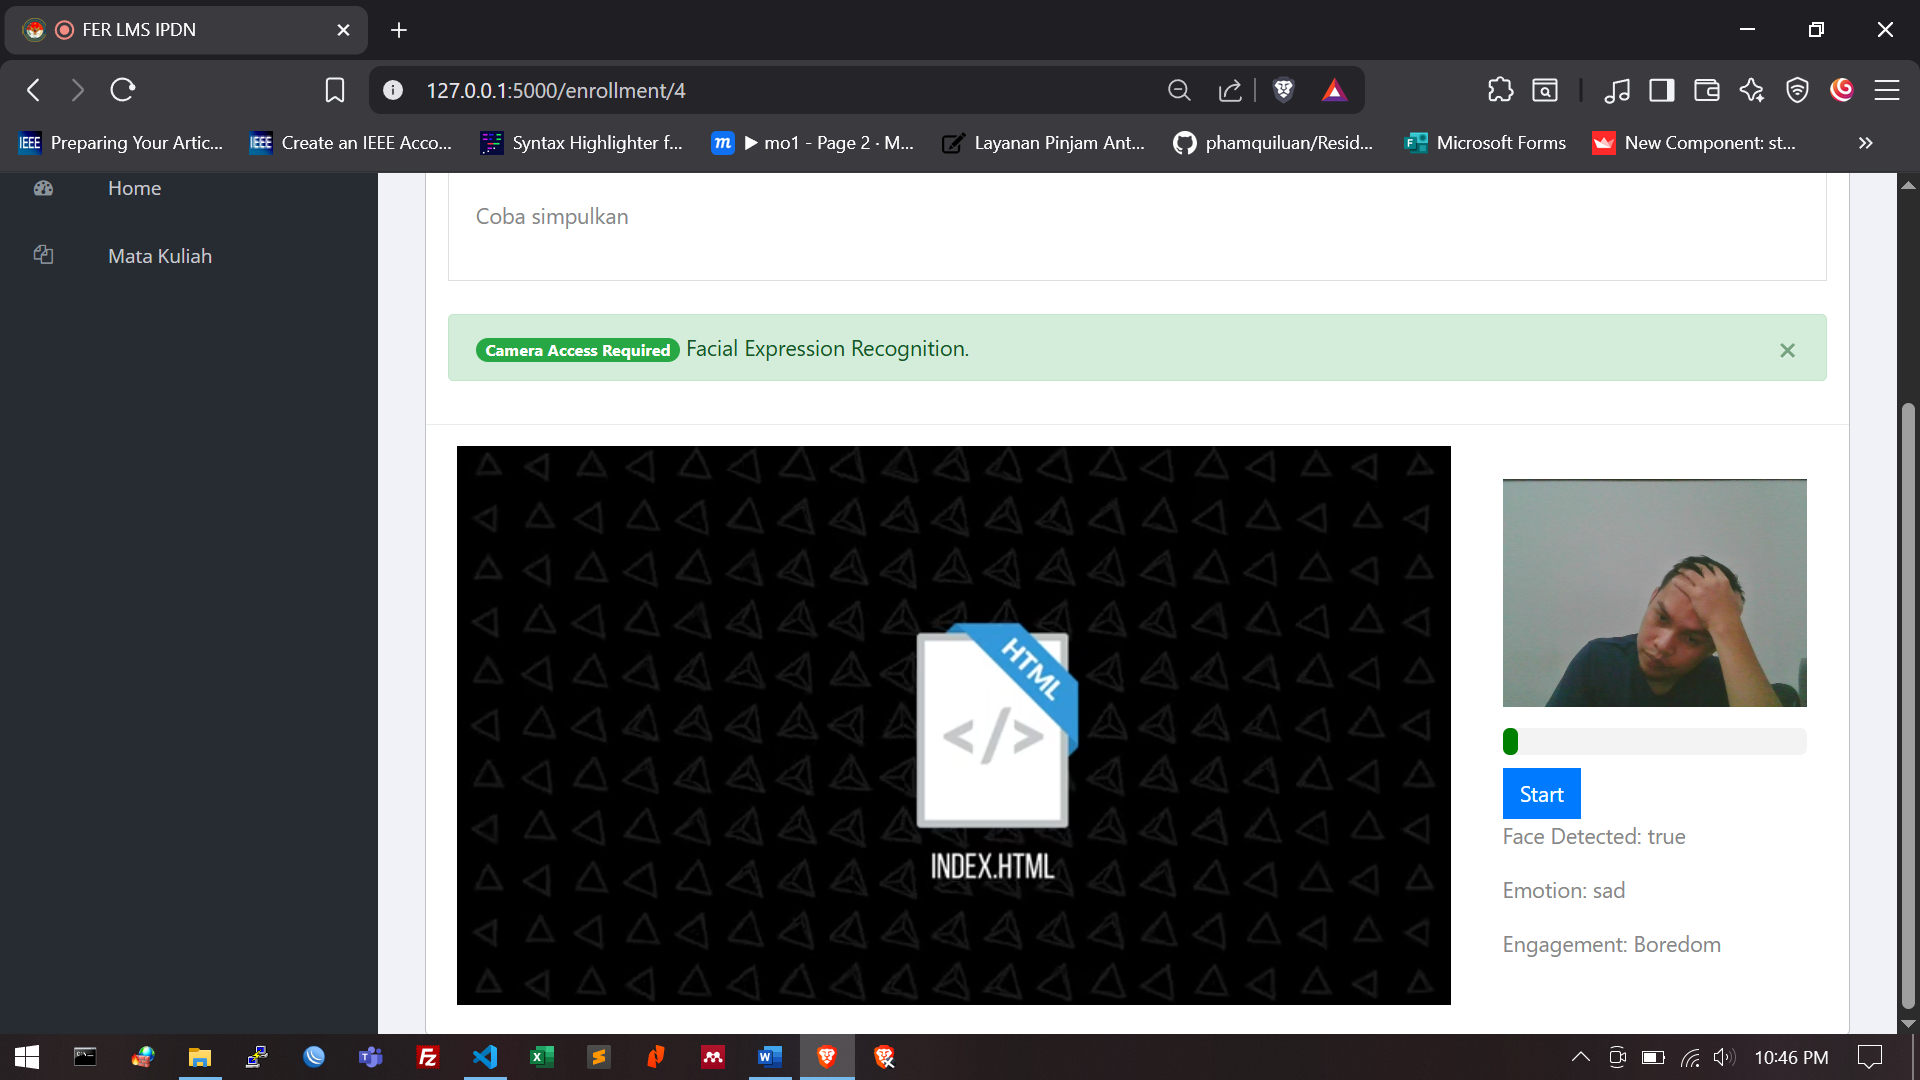 FER LMS IPDN
127.0.0.1:5000/enrollment/4
IEEE Preparing Your Artic...
IEEE Create an IEEE Acco...
Syntax Highlighter f...
m ▶ mo1 - Page 2 · M...
Layanan Pinjam Ant...
phamquiluan/Resid...
Microsoft Forms
New Component: st...
»
Home
Mata Kuliah
Coba simpulkan
Camera Access Required Facial Expression Recognition.
×
HTML
</>
INDEX.HTML
Start
Face Detected: true
Emotion: sad
Engagement: Boredom
10:46 PM